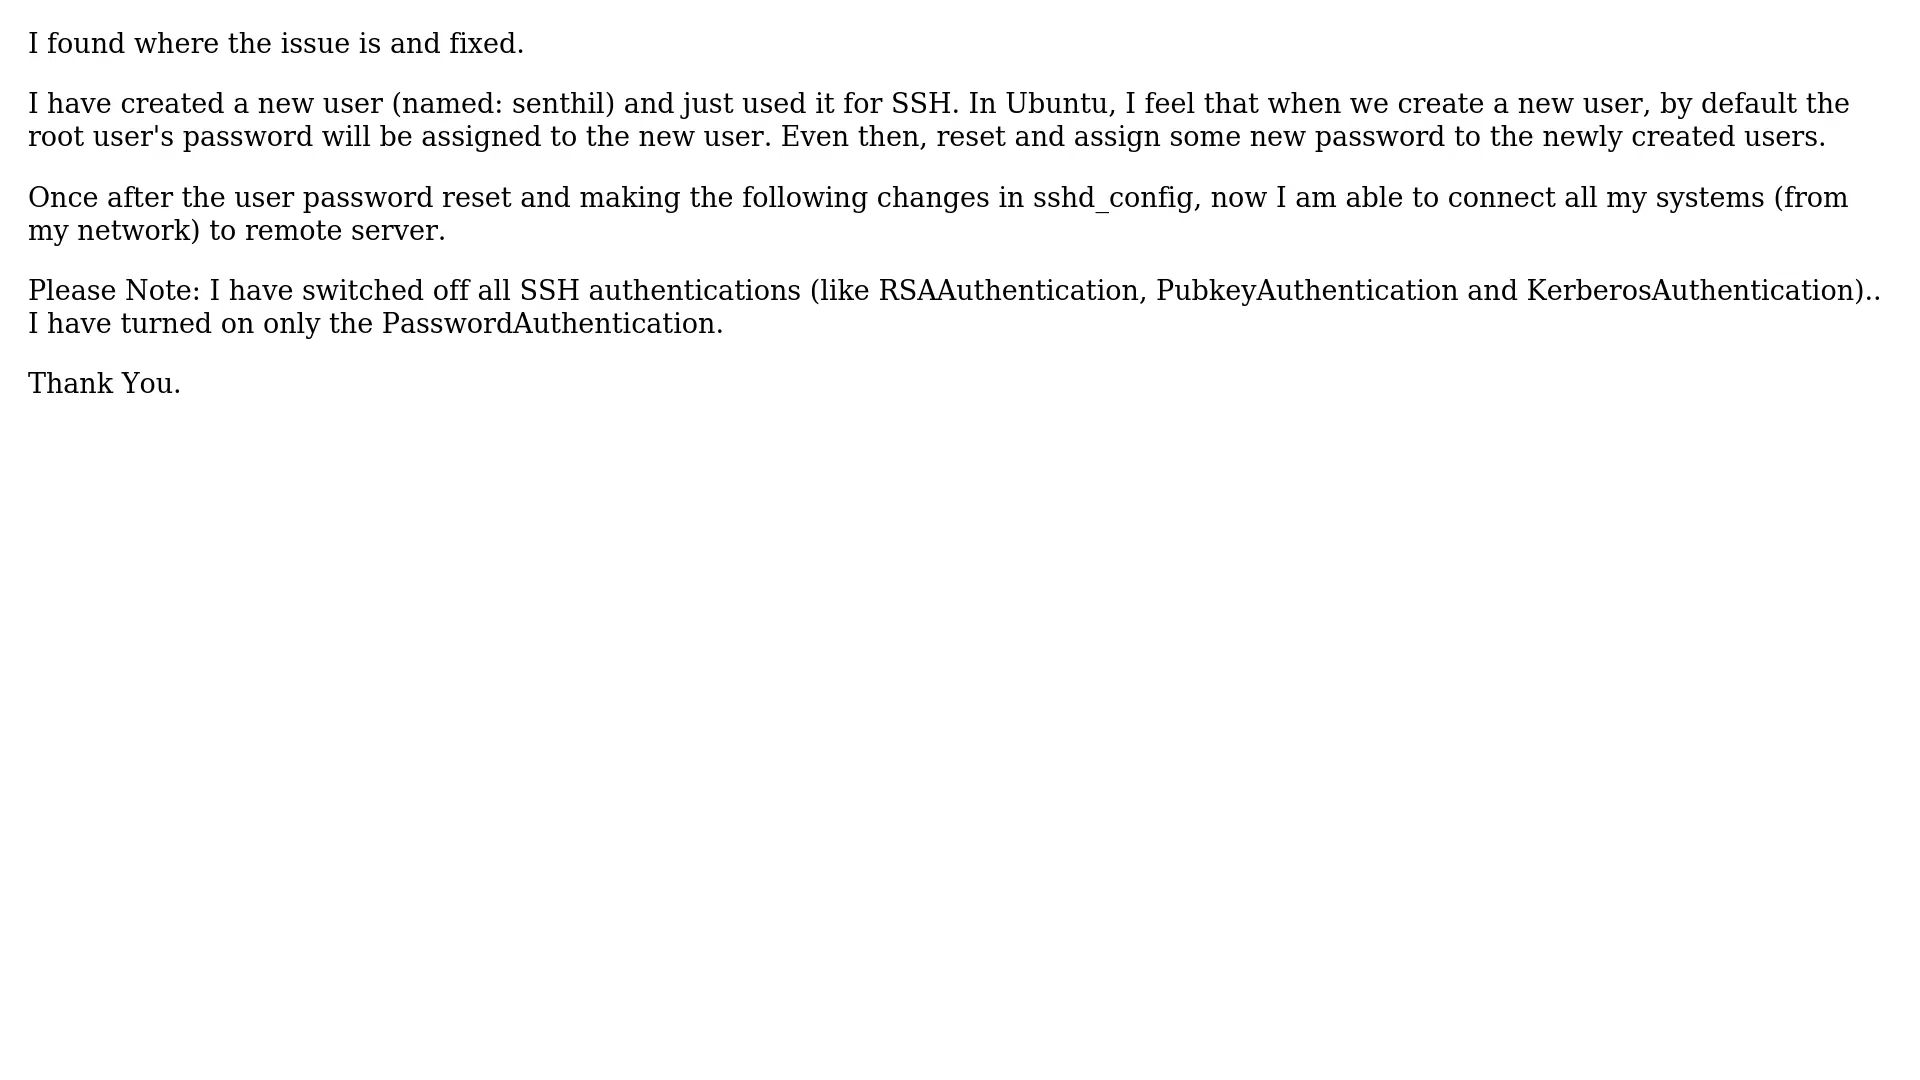 I found where the issue is and fixed.
I have created a new user (named: senthil) and just used it for SSH. In Ubuntu, I feel that when we create a new user, by default the
root user's password will be assigned to the new user. Even then, reset and assign some new password to the newly created users.
Once after the user password reset and making the following changes in sshd_config, now I am able to connect all my systems (from
my network) to remote server.
Please Note: I have switched off all SSH authentications (like RSAAuthentication, PubkeyAuthentication and KerberosAuthentication)..
I have turned on only the PasswordAuthentication.
Thank You.